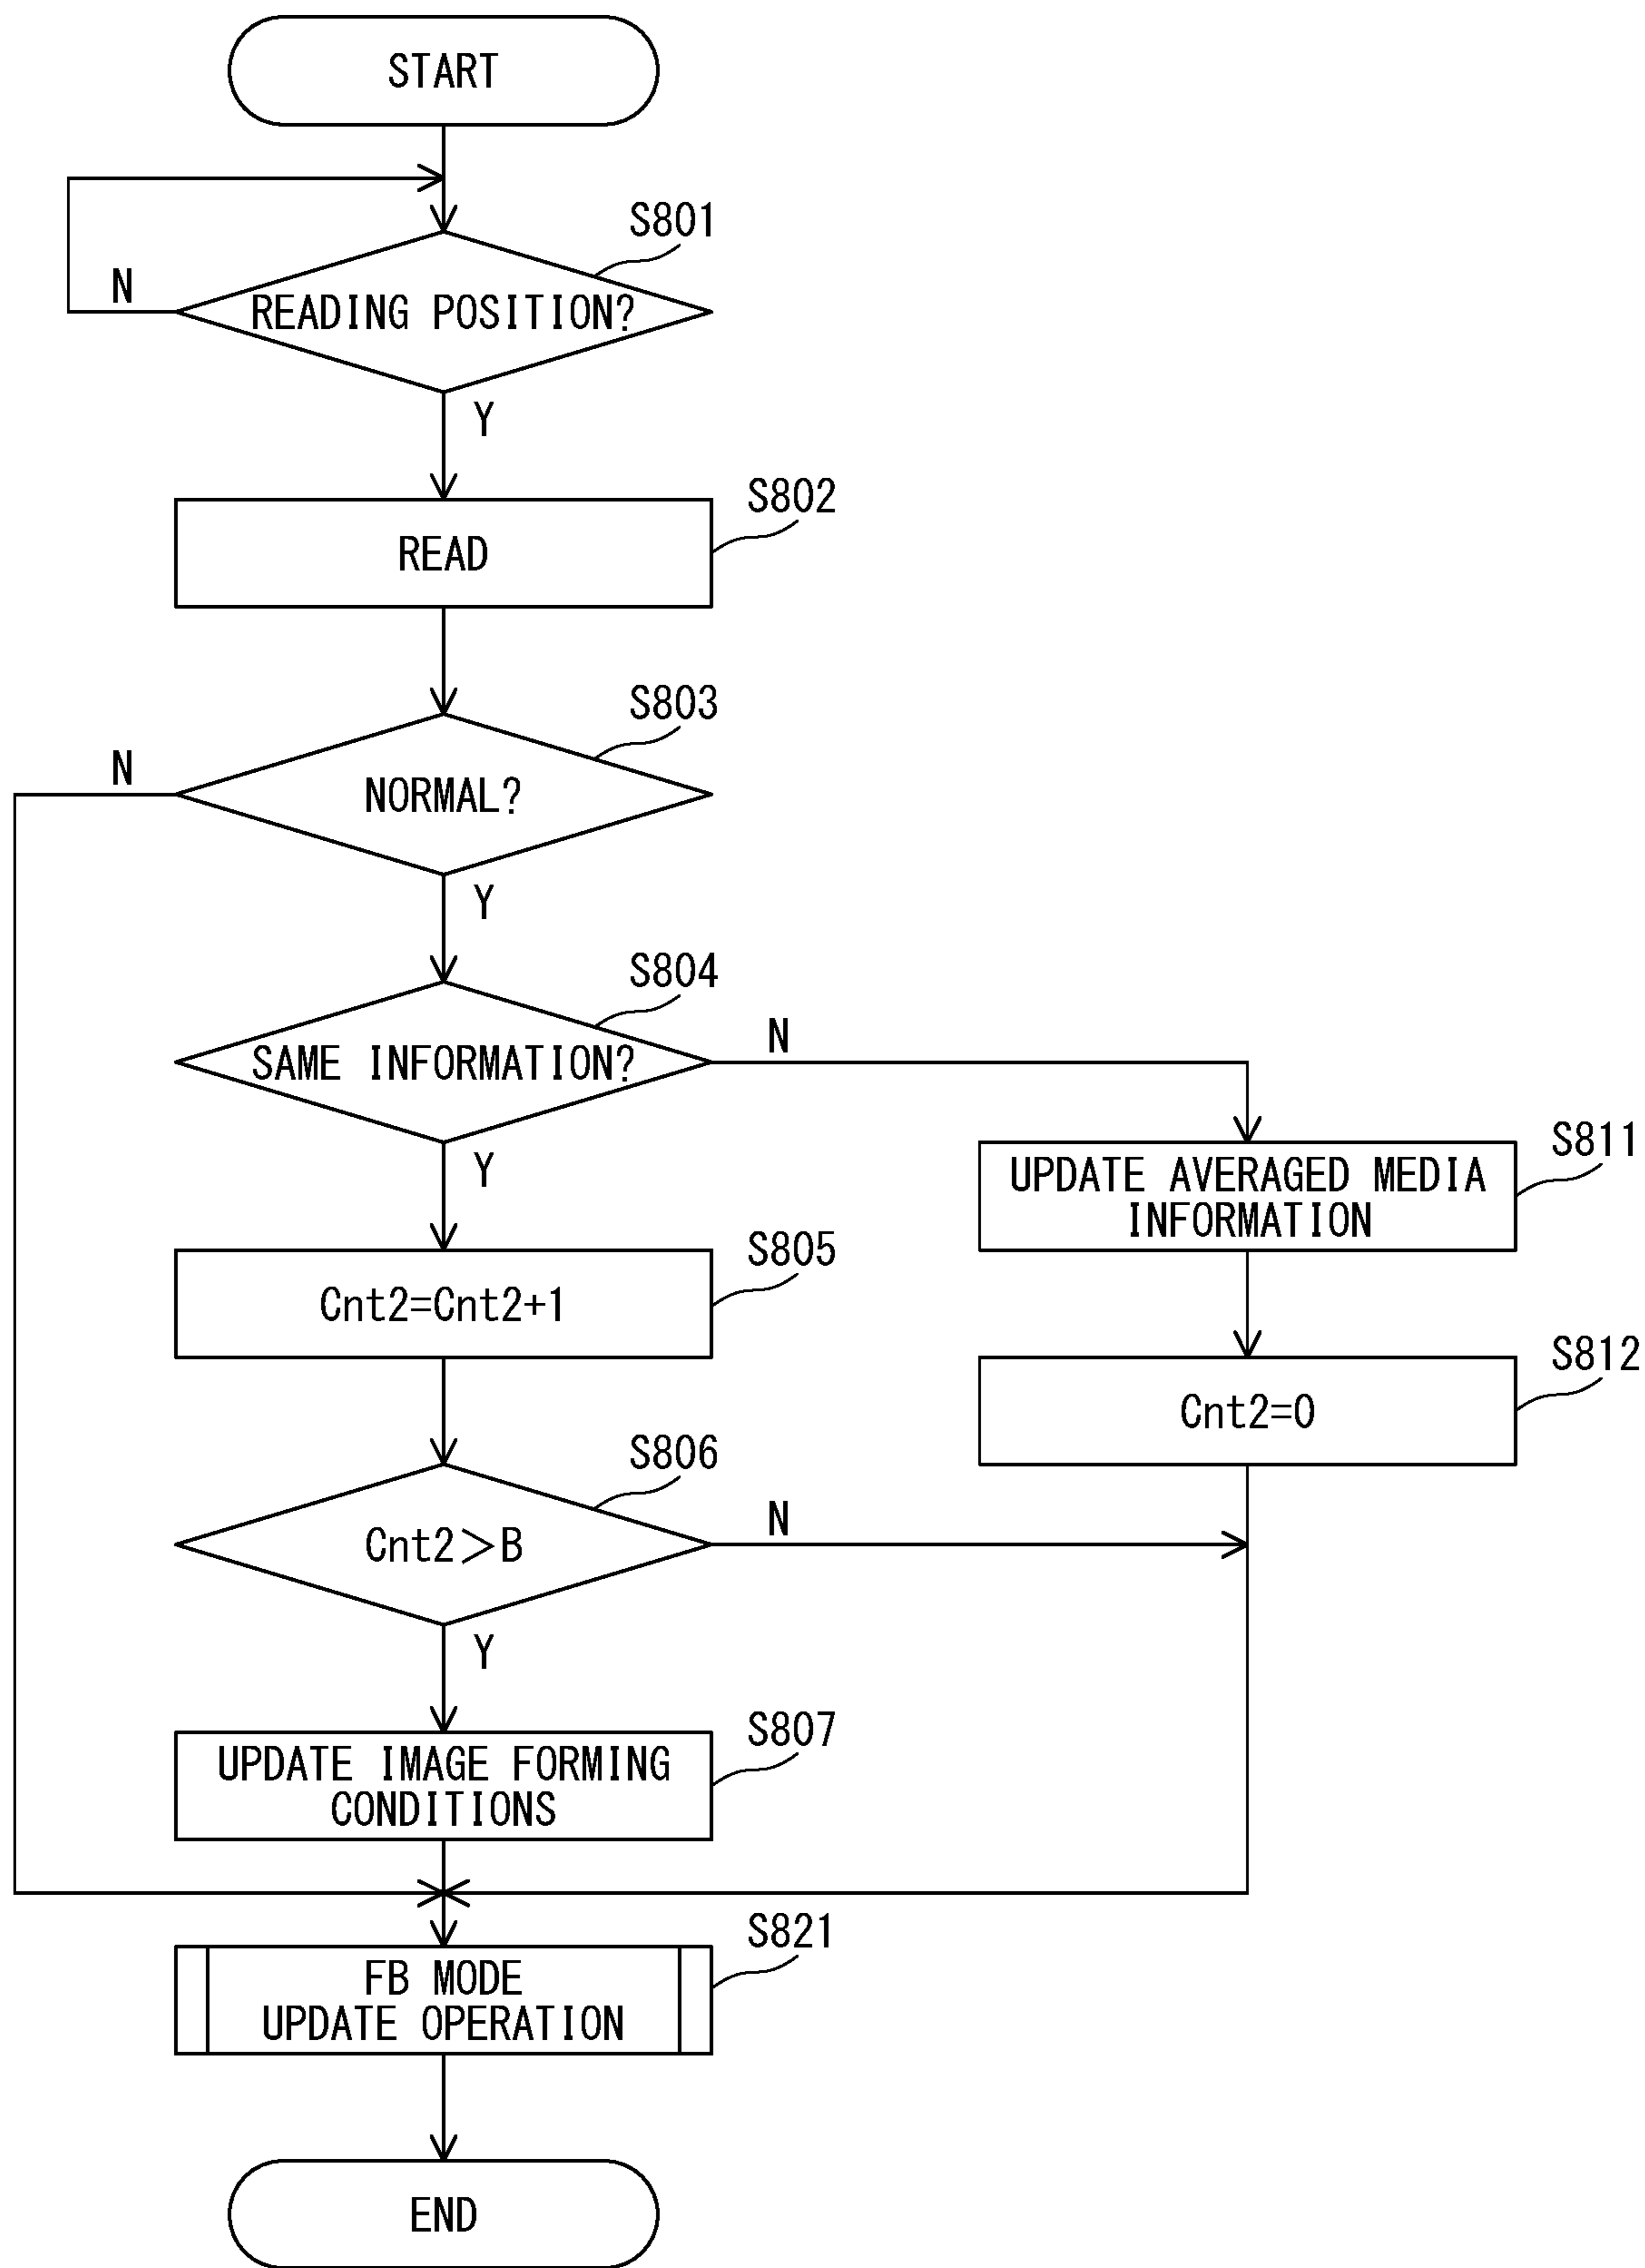 START
S801
N
READING POSITION?
Y
S802
READ
S803
N
NORMAL?
Y
S804
N
SAME INFORMATION?
Y
S811
UPDATE AVERAGED MEDIA
INFORMATION
S805
Cnt2=Cnt2+1
S812
Cnt2=0
S806
N
Cnt2>B
Y
S807
UPDATE IMAGE FORMING
CONDITIONS
S821
FB MODE
UPDATE OPERATION
END